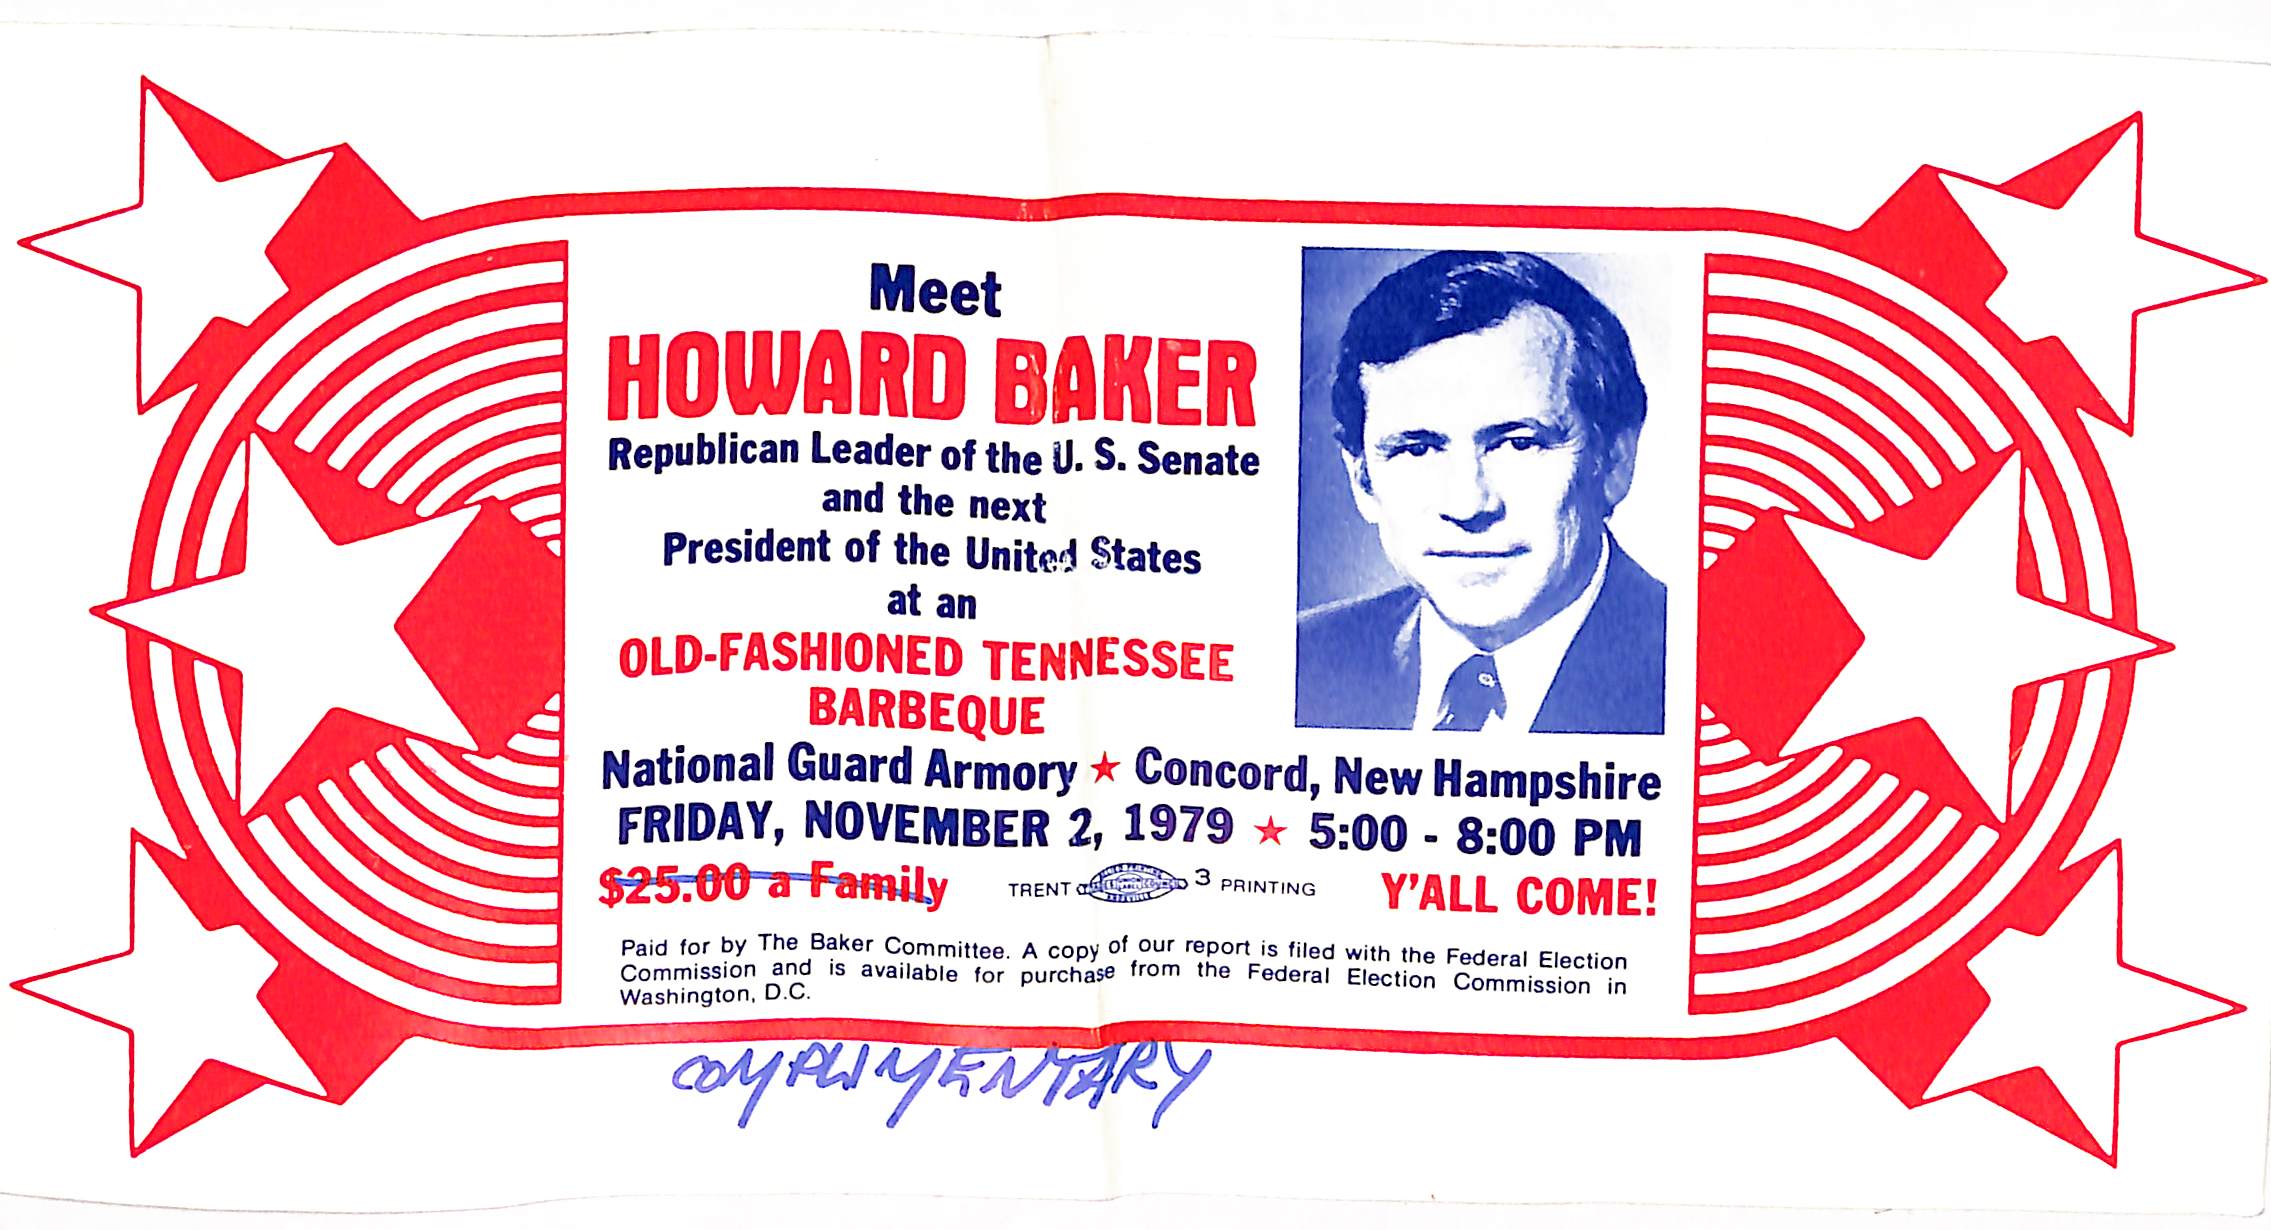 Meet
HOWARD BAKER
Republican Leader of the U. S. Senate
and the next
President of the United States
at an
OLD-FASHIONED TENNESSEE
BARBEQUE
National Guard Armory ★ Concord, New Hampshire
FRIDAY, NOVEMBER 2, 1979 ★ 5:00 - 8:00 PM
$25.00 a Family
TRENT 3 PRINTING
Y'ALL COME!
Paid for by The Baker Committee. A copy of our report is filed with the Federal Election
Commission and is available for purchase from the Federal Election Commission in
Washington, D.C.
COMPLIMENTARY